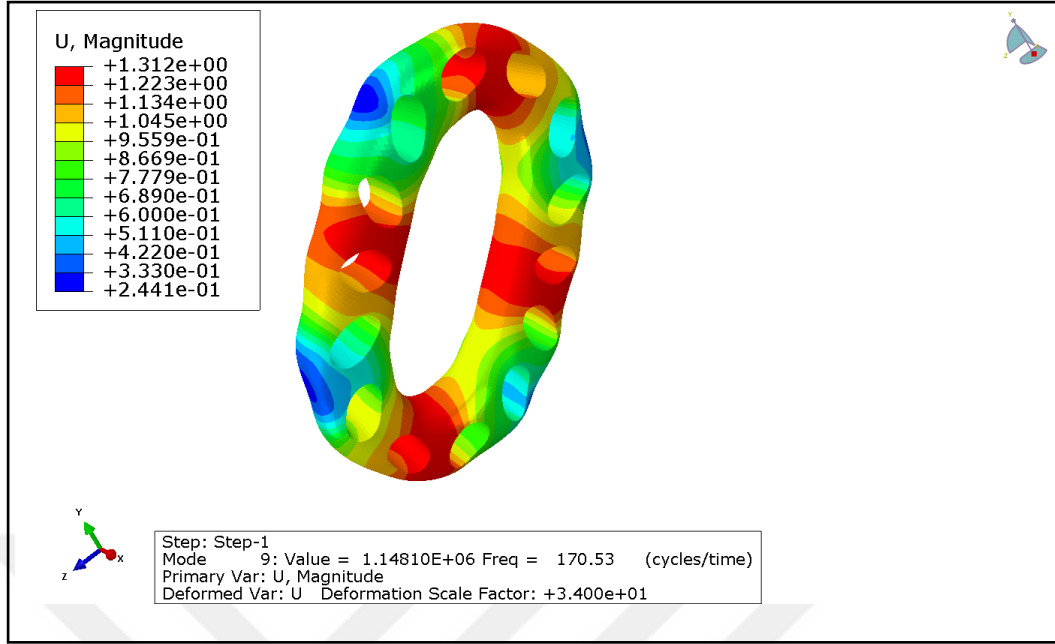 U, Magnitude
+1.312e+00
+1.223e+00
+1.134e+00
+1.045e+00
+9.559e-01
+8.669e-01
+7.779e-01
+6.890e-01
+6.000e-01
+5.110e-01
+4.220e-01
+3.330e-01
+2.441e-01
Y
Z
Y
X
Z
Step: Step-1
Mode 9: Value = 1.14810E+06 Freq = 170.53 (cycles/time)
Primary Var: U, Magnitude
Deformed Var: U Deformation Scale Factor: +3.400e+01